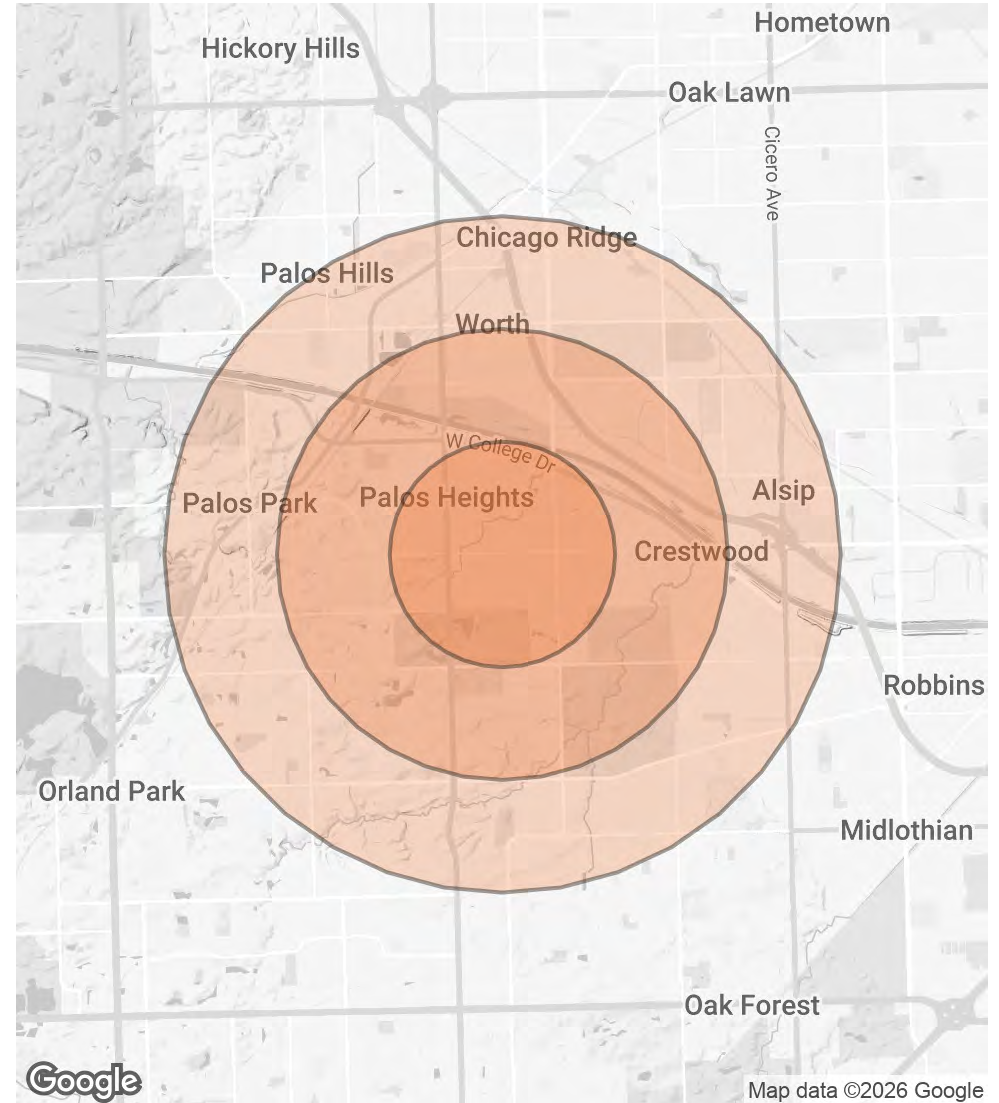 Hometown
Hickory Hills
Oak Lawn
Cicero Ave
Chicago Ridge
Palos Hills
Worth
W College Dr
Palos Park
Palos Heights
Alsip
Crestwood
Robbins
Orland Park
Midlothian
Oak Forest
Google
Map data ©2026 Google